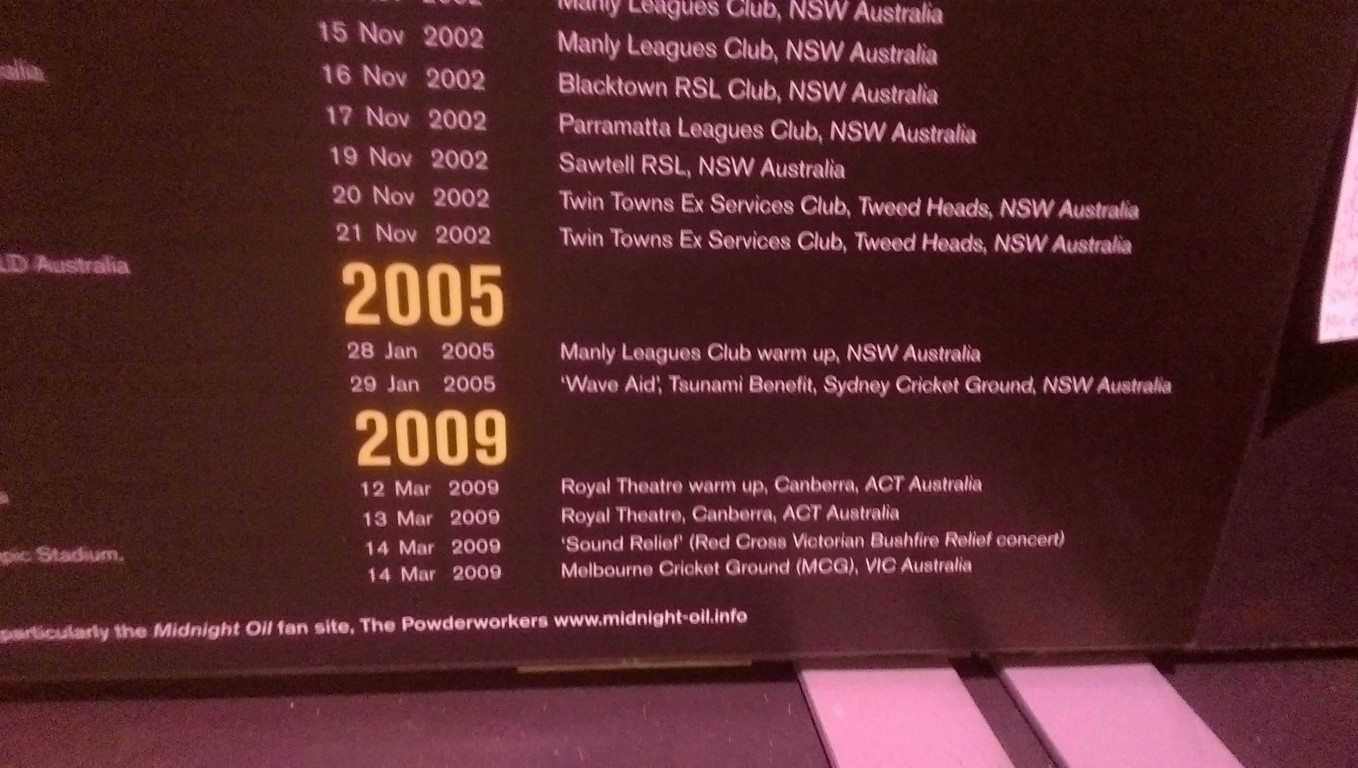 2002 Manly Leagues Club, NSW Australia
15 Nov 2002 Manly Leagues Club, NSW Australia
16 Nov 2002 Blacktown RSL Club, NSW Australia
17 Nov 2002 Parramatta Leagues Club, NSW Australia
19 Nov 2002 Sawtell RSL, NSW Australia
20 Nov 2002 Twin Towns Ex Services Club, Tweed Heads, NSW Australia
21 Nov 2002 Twin Towns Ex Services Club, Tweed Heads, NSW Australia
LD Australia
2005
28 Jan 2005 Manly Leagues Club warm up, NSW Australia
29 Jan 2005 'Wave Aid', Tsunami Benefit, Sydney Cricket Ground, NSW Australia
2009
12 Mar 2009 Royal Theatre warm up, Canberra, ACT Australia
13 Mar 2009 Royal Theatre, Canberra, ACT Australia
pic Stadium,
14 Mar 2009 'Sound Relief' (Red Cross Victorian Bushfire Relief concert)
14 Mar 2009 Melbourne Cricket Ground (MCG), VIC Australia
particularly the Midnight Oil fan site, The Powderworkers www.midnight-oil.info